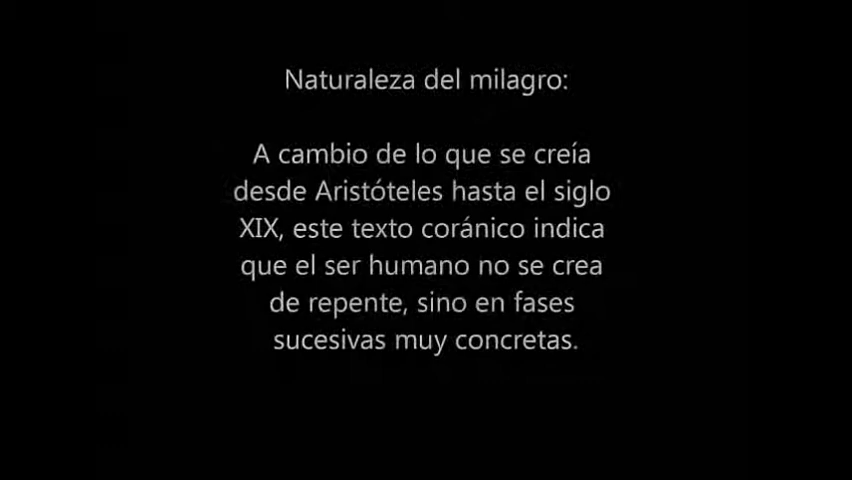 Naturaleza del milagro:
A cambio de lo que se creía
desde Aristóteles hasta el siglo
XIX, este texto coránico indica
que el ser humano no se crea
de repente, sino en fases
sucesivas muy concretas.